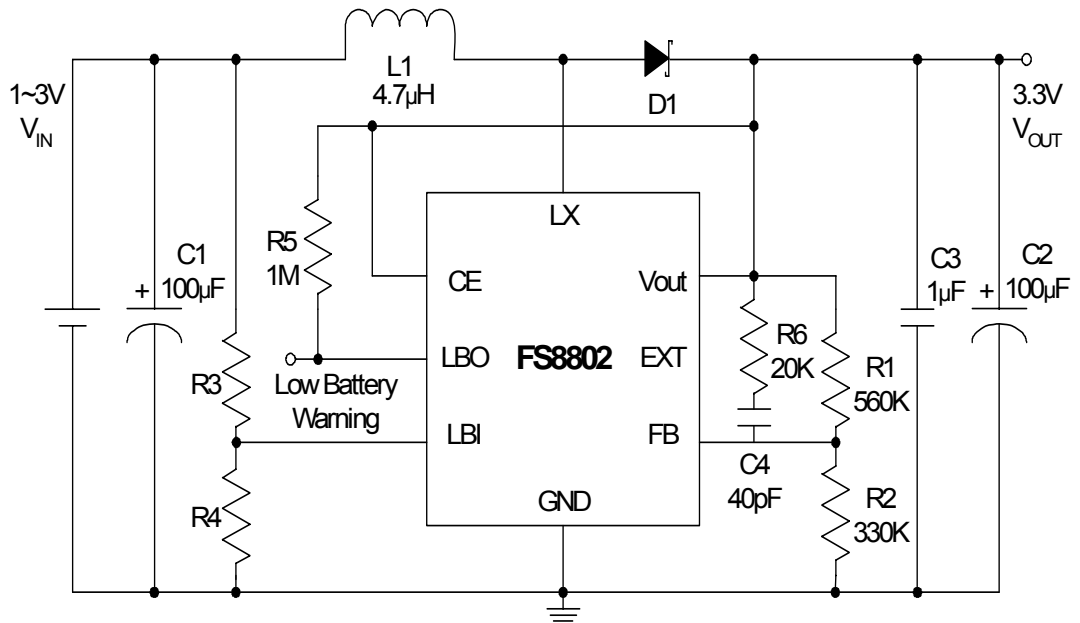 L1
4.7µH
D1
1~3V
VIN
3.3V
VOUT
LX
R5
1M
C1
+ 100µF
CE
Vout
C3
1µF
C2
+ 100µF
R6
20K
R3
LBO
FS8802
EXT
R1
560K
Low Battery
Warning
LBI
FB
C4
40pF
R4
GND
R2
330K